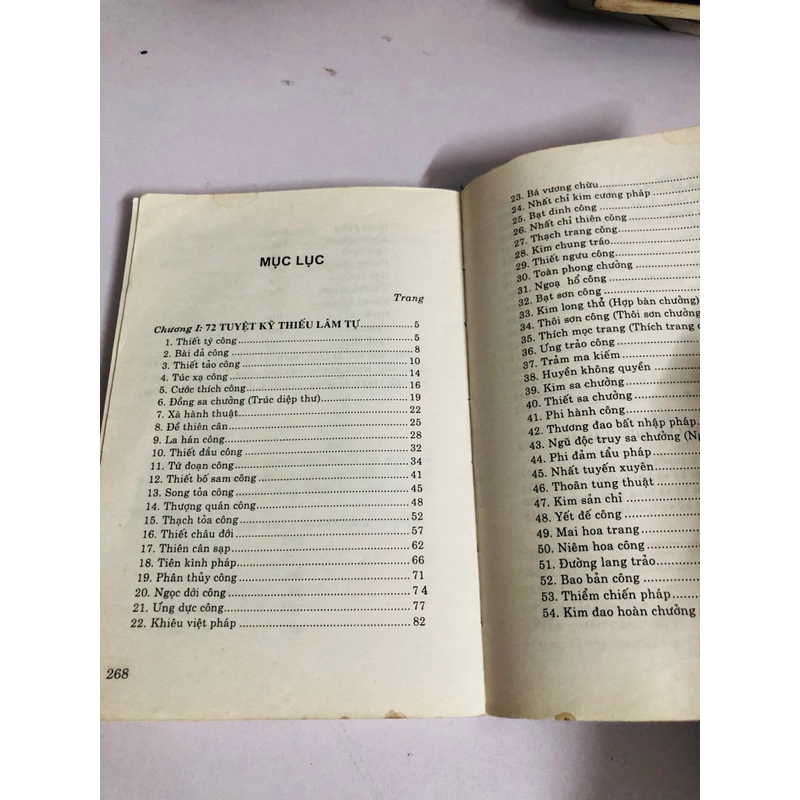 MỤC LỤC
Trang
Chương I: 72 TUYỆT KỸ THIẾU LÂM TỰ..............5
1. Thiết tý công..............5
2. Bài đả công..............8
3. Thiết tảo công..............10
4. Túc xạ công..............14
5. Cước thích công..............16
6. Đồng sa chưởng (Trúc diệp thư)..............19
7. Xà hành thuật..............22
8. Đề thiên cân..............25
9. La hán công..............28
10. Thiết đầu công..............32
11. Tứ đoạn công..............34
12. Thiết bố sam công..............41
13. Song tỏa công..............45
14. Thượng quán công..............48
15. Thạch tỏa công..............52
16. Thiết châu đới..............57
17. Thiên cân sạp..............62
18. Tiên kình pháp..............66
19. Phân thủy công..............71
20. Ngọc đới công..............74
21. Ưng dực công..............77
22. Khiêu việt pháp..............82
268
23. Bá vương chữu..............
24. Nhất chỉ kim cương pháp..............
25. Bạt đinh công..............
26. Nhất chỉ thiên công..............
27. Thạch trang công..............
28. Kim chung tráo..............
29. Thiết ngưu công..............
30. Toàn phong chưởng..............
31. Ngoạ hổ công..............
32. Bạt sơn công..............
33. Kim long thử (Hợp bàn chưởng)
34. Thôi sơn công (Thôi sơn chưởng)
35. Thích mọc trang (Thích trang
36. Ưng trảo công..............
37. Trảm ma kiếm..............
38. Huyền không quyền..............
39. Kim sa chưởng..............
40. Thiết sa chưởng..............
41. Phi hành công..............
42. Thương đao bất nhập pháp.
43. Ngũ độc truy sa chưởng
44. Phi đảm tẩu pháp..............
45. Nhất tuyến xuyên..............
46. Thoãn tung thuật..............
47. Kim sản chỉ..............
48. Yết đế công..............
49. Mai hoa trang..............
50. Niêm hoa công..............
51. Đường lang trảo..............
52. Bao bản công..............
53. Thiểm chiến pháp..............
54. Kim đao hoàn chưởng